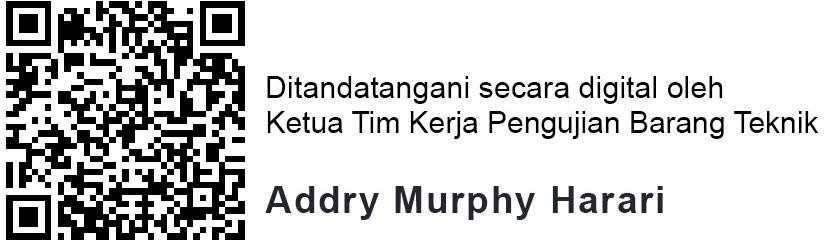 Ditandatangani secara digital oleh
Ketua Tim Kerja Pengujian Barang Teknik
Addry Murphy Harari